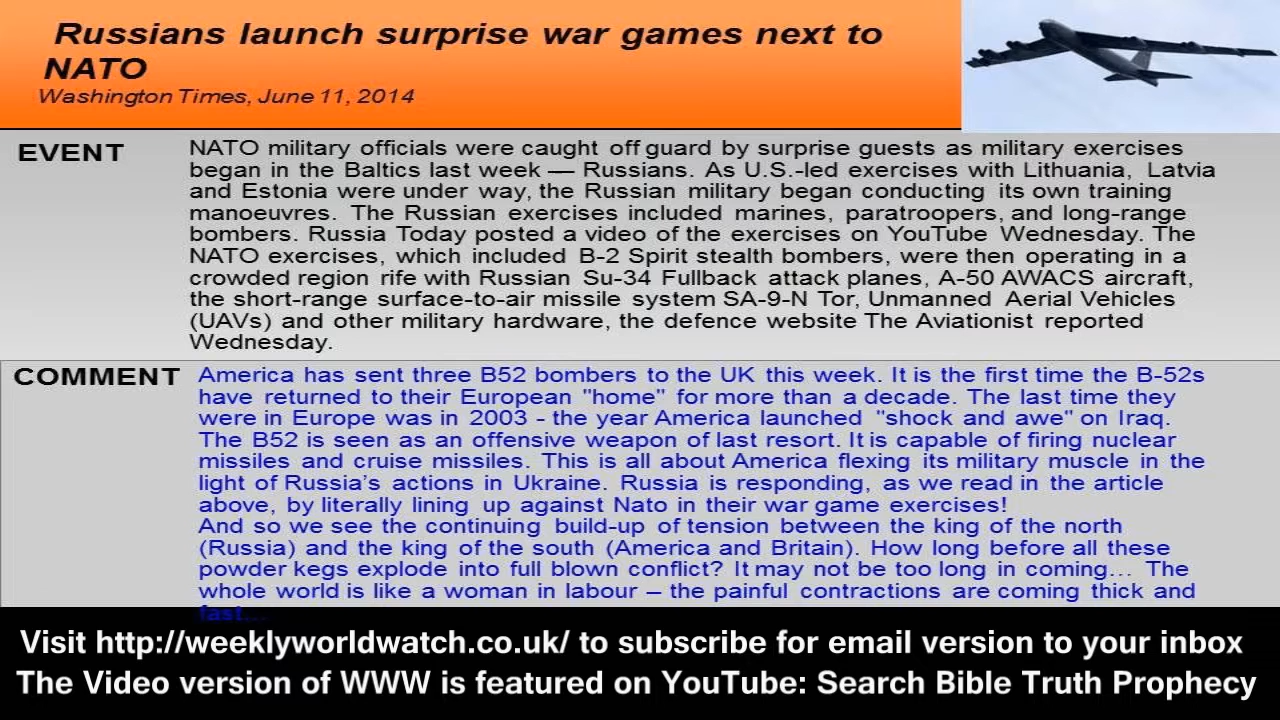 Russians launch surprise war games next to
NATO
Washington Times, June 11, 2014
EVENT
NATO military officials were caught off guard by surprise guests as military exercises
began in the Baltics last week — Russians. As U.S.-led exercises with Lithuania, Latvia
and Estonia were under way, the Russian military began conducting its own training
manoeuvres. The Russian exercises included marines, paratroopers, and long-range
bombers. Russia Today posted a video of the exercises on YouTube Wednesday. The
NATO exercises, which included B-2 Spirit stealth bombers, were then operating in a
crowded region rife with Russian Su-34 Fullback attack planes, A-50 AWACS aircraft,
the short-range surface-to-air missile system SA-9-N Tor, Unmanned Aerial Vehicles
(UAVs) and other military hardware, the defence website The Aviationist reported
Wednesday.
COMMENT
America has sent three B52 bombers to the UK this week. It is the first time the B-52s
have returned to their European "home" for more than a decade. The last time they
were in Europe was in 2003 - the year America launched "shock and awe" on Iraq.
The B52 is seen as an offensive weapon of last resort. It is capable of firing nuclear
missiles and cruise missiles. This is all about America flexing its military muscle in the
light of Russia's actions in Ukraine. Russia is responding, as we read in the article
above, by literally lining up against Nato in their war game exercises!
And so we see the continuing build-up of tension between the king of the north
(Russia) and the king of the south (America and Britain). How long before all these
powder kegs explode into full blown conflict? It may not be too long in coming… The
whole world is like a woman in labour – the painful contractions are coming thick and
fast…
Visit http://weeklyworldwatch.co.uk/ to subscribe for email version to your inbox
The Video version of WWW is featured on YouTube: Search Bible Truth Prophecy